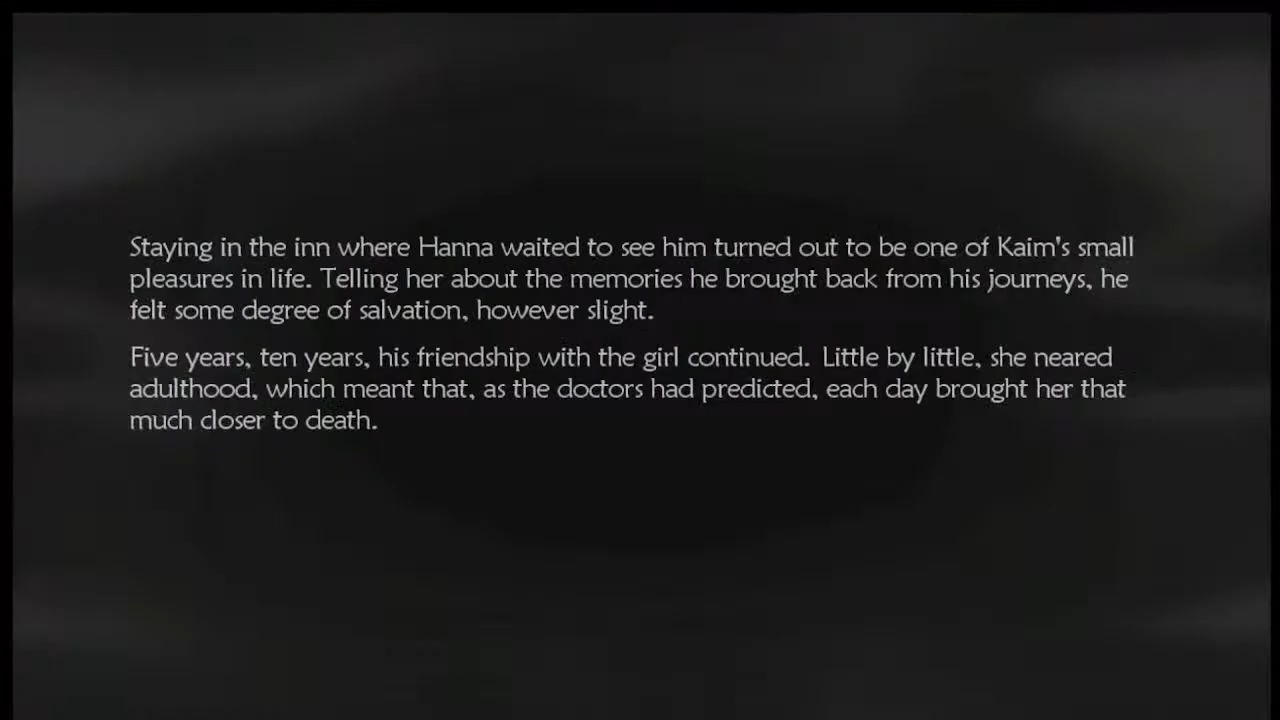 Staying in the inn where Hanna waited to see him turned out to be one of Kaim's small
pleasures in life. Telling her about the memories he brought back from his journeys, he
felt some degree of salvation, however slight.
Five years, ten years, his friendship with the girl continued. Little by little, she neared
adulthood, which meant that, as the doctors had predicted, each day brought her that
much closer to death.